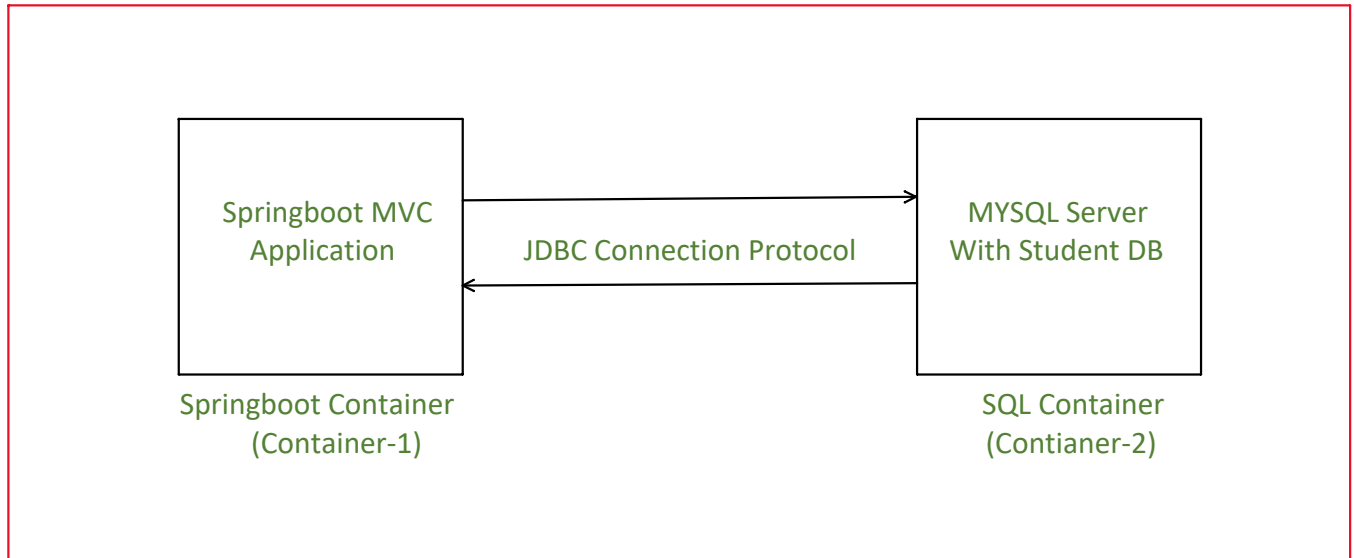 Springboot MVC
Application
JDBC Connection Protocol
MYSQL Server
With Student DB
Springboot Container
(Container-1)
SQL Container
(Contianer-2)